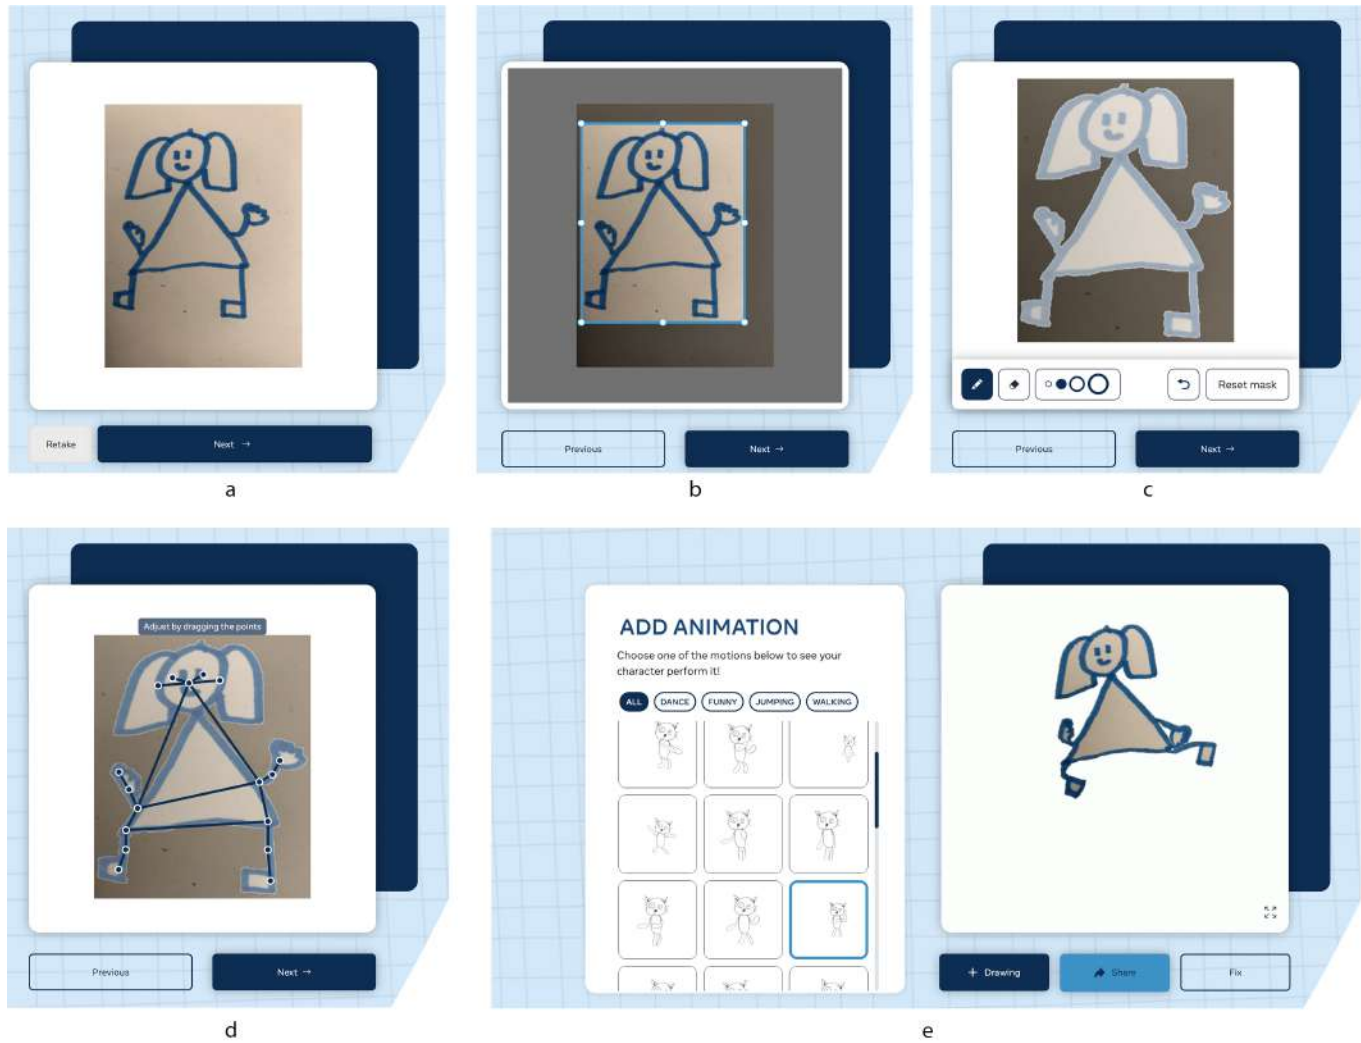 Retake
Next →
a
Previous
Next →
b
Reset mask
Previous
Next →
c
Adjust by dragging the points
Previous
Next →
d
ADD ANIMATION
Choose one of the motions below to see your
character perform it!
ALL
DANCE
FUNNY
JUMPING
WALKING
+ Drawing
Share
Fix
e